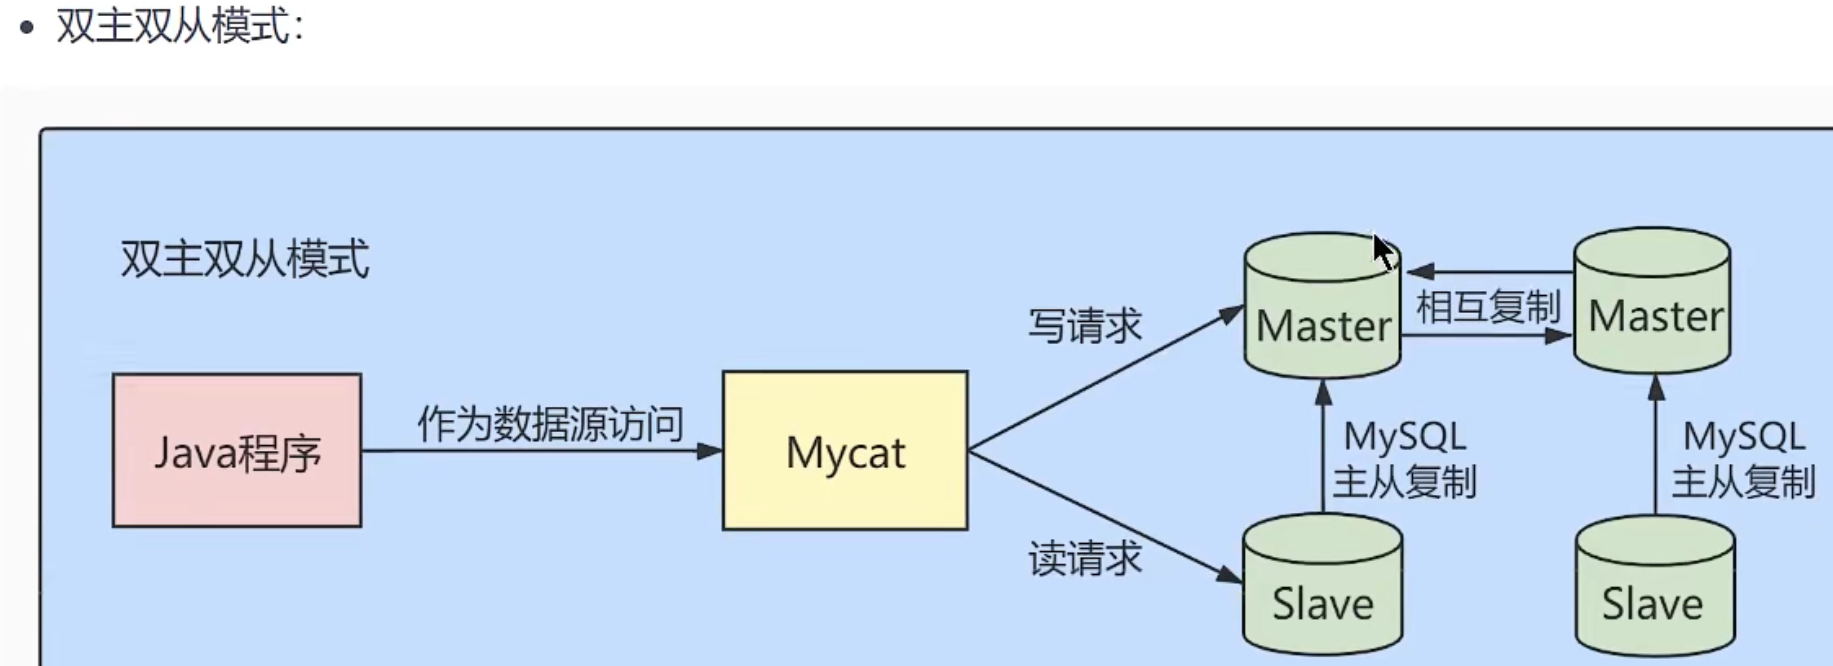 双主双从模式：
双主双从模式
写请求
Master
相互复制
Master
Java程序
作为数据源访问
Mycat
MySQL
主从复制
MySQL
主从复制
读请求
Slave
Slave